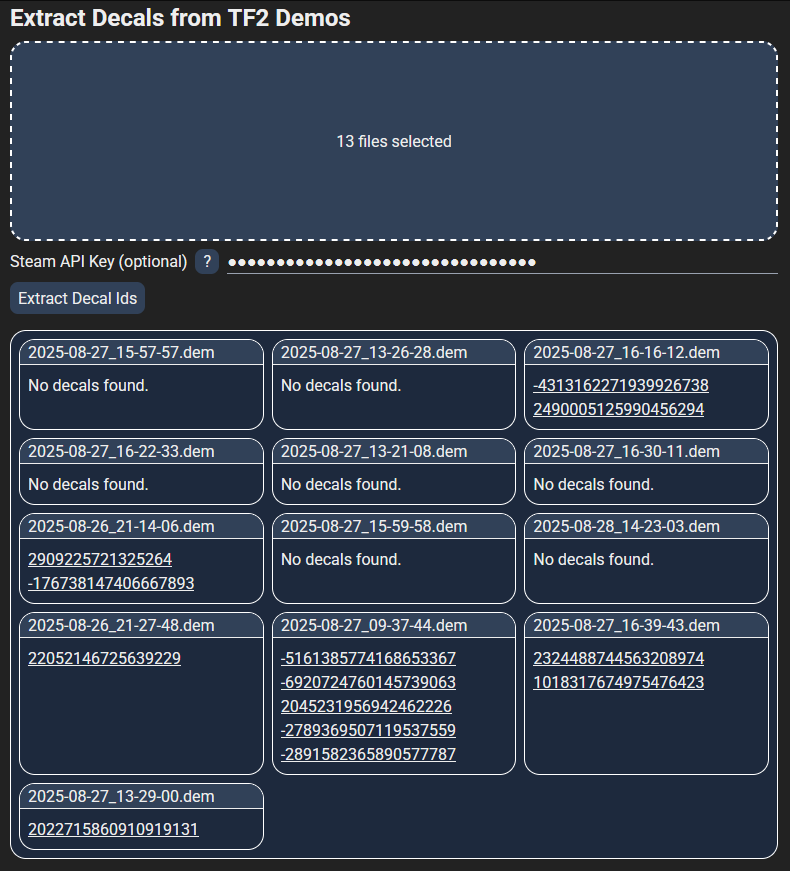 Extract Decals from TF2 Demos
13 files selected
Steam API Key (optional) ? ●●●●●●●●●●●●●●●●●●●●●●●●●●●●●●●●
Extract Decal Ids
2025-08-27_15-57-57.dem
No decals found.
2025-08-27_13-26-28.dem
No decals found.
2025-08-27_16-16-12.dem
-4313162271939926738
2490005125990456294
2025-08-27_16-22-33.dem
No decals found.
2025-08-27_13-21-08.dem
No decals found.
2025-08-27_16-30-11.dem
No decals found.
2025-08-26_21-14-06.dem
2909225721325264
-176738147406667893
2025-08-27_15-59-58.dem
No decals found.
2025-08-28_14-23-03.dem
No decals found.
2025-08-26_21-27-48.dem
22052146725639229
2025-08-27_09-37-44.dem
-5161385774168653367
-6920724760145739063
2045231956942462226
-2789369507119537559
-2891582365890577787
2025-08-27_16-39-43.dem
2324488744563208974
1018317674975476423
2025-08-27_13-29-00.dem
2022715860910919131